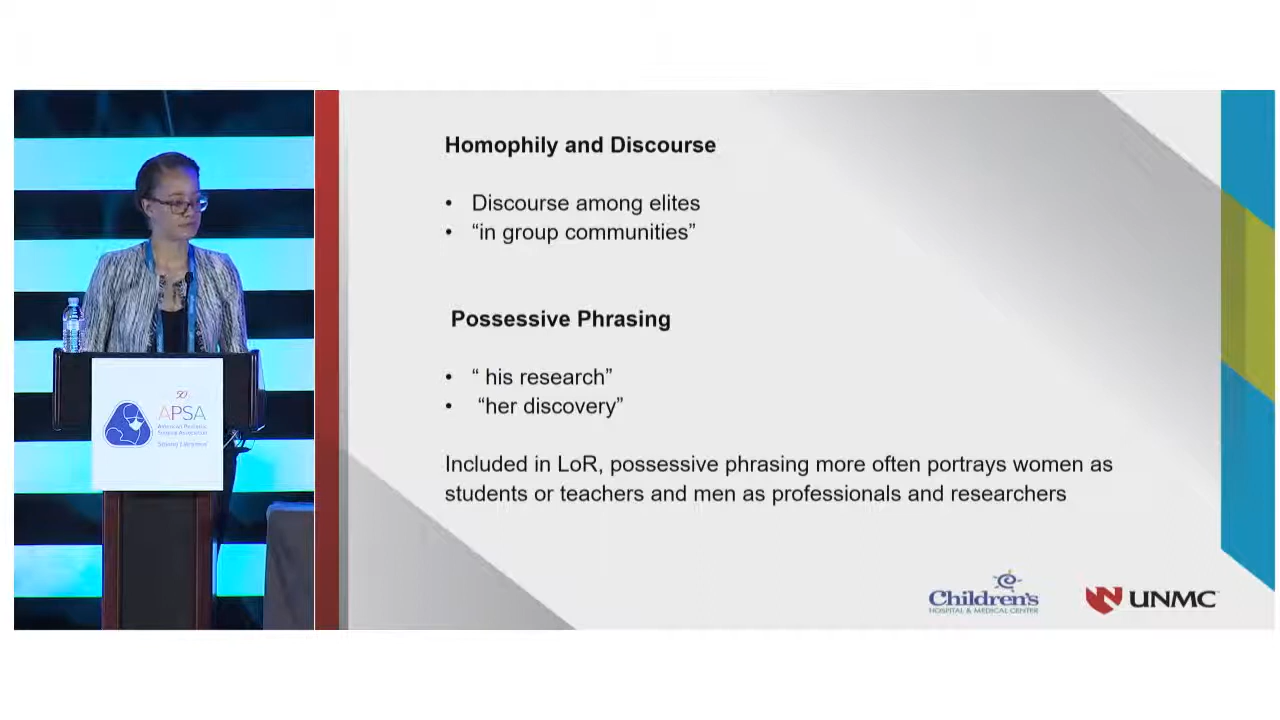 Homophily and Discourse
• Discourse among elites
• “in group communities”
Possessive Phrasing
• “ his research”
• “her discovery”
Included in LoR, possessive phrasing more often portrays women as
students or teachers and men as professionals and researchers
50
APSA
American Pediatric
Surgical Association
Children's
HOSPITAL & MEDICAL CENTER
UNMC